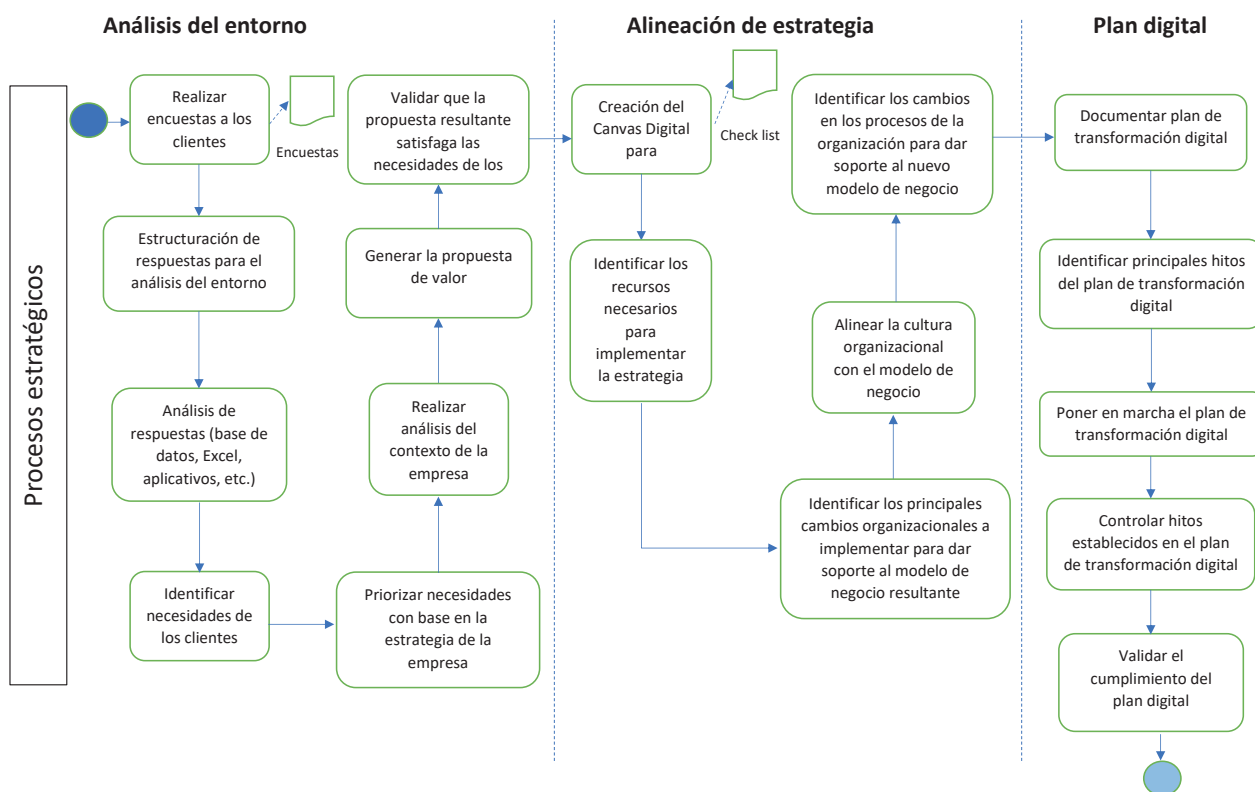 Análisis del entorno
Alineación de estrategia
Plan digital
Procesos estratégicos
Realizar
encuestas a los
clientes
Encuestas
Estructuración de
respuestas para el
análisis del entorno
Análisis de
respuestas (base de
datos, Excel,
aplicativos, etc.)
Identificar
necesidades de
los clientes
Priorizar necesidades
con base en la
estrategia de la
empresa
Realizar
análisis del
contexto de la
empresa
Generar la propuesta
de valor
Validar que la
propuesta resultante
satisfaga las
necesidades de los
Creación del
Canvas Digital
para
Check list
Identificar los
recursos
necesarios
para
implementar
la estrategia
Identificar los principales
cambios organizacionales a
implementar para dar
soporte al modelo de
negocio resultante
Alinear la cultura
organizacional
con el modelo de
negocio
Identificar los cambios
en los procesos de la
organización para dar
soporte al nuevo
modelo de negocio
Documentar plan de
transformación digital
Identificar principales hitos
del plan de transformación
digital
Poner en marcha el plan de
transformación digital
Controlar hitos
establecidos en el plan
de transformación digital
Validar el
cumplimiento del
plan digital